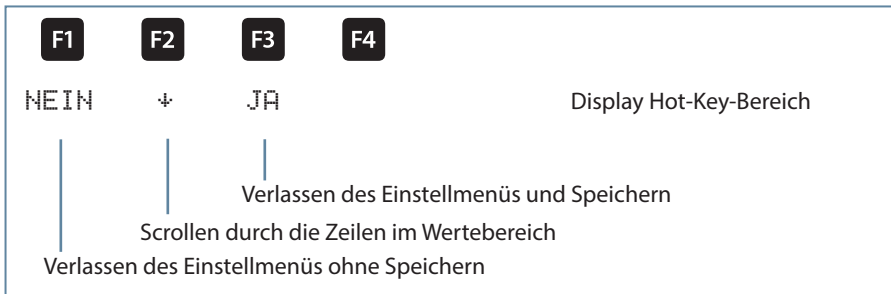 F1 F2 F3 F4
NEIN ↓ JA Display Hot-Key-Bereich
Verlassen des Einstellmenüs und Speichern
Scrollen durch die Zeilen im Wertebereich
Verlassen des Einstellmenüs ohne Speichern